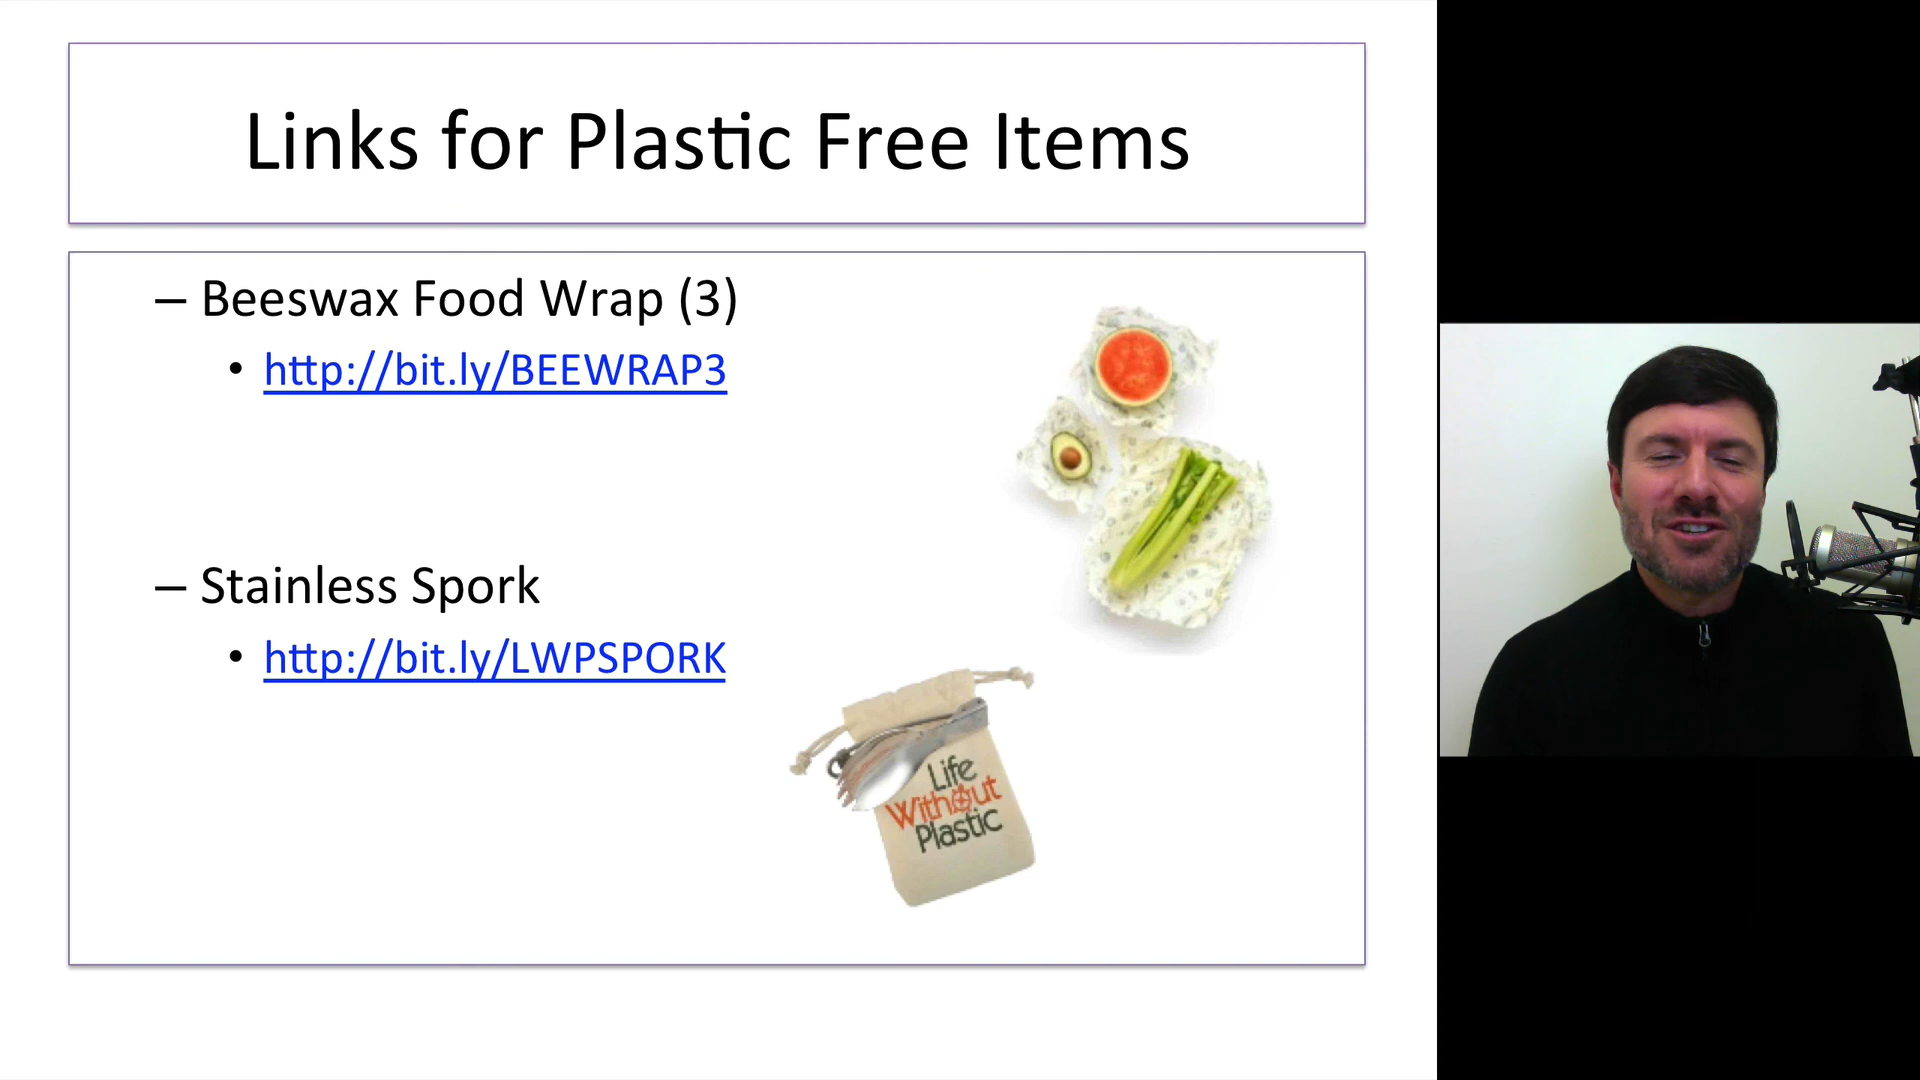 Links for Plastic Free Items
– Beeswax Food Wrap (3)
• http://bit.ly/BEEWRAP3
– Stainless Spork
• http://bit.ly/LWPSPORK
Life
Without
Plastic